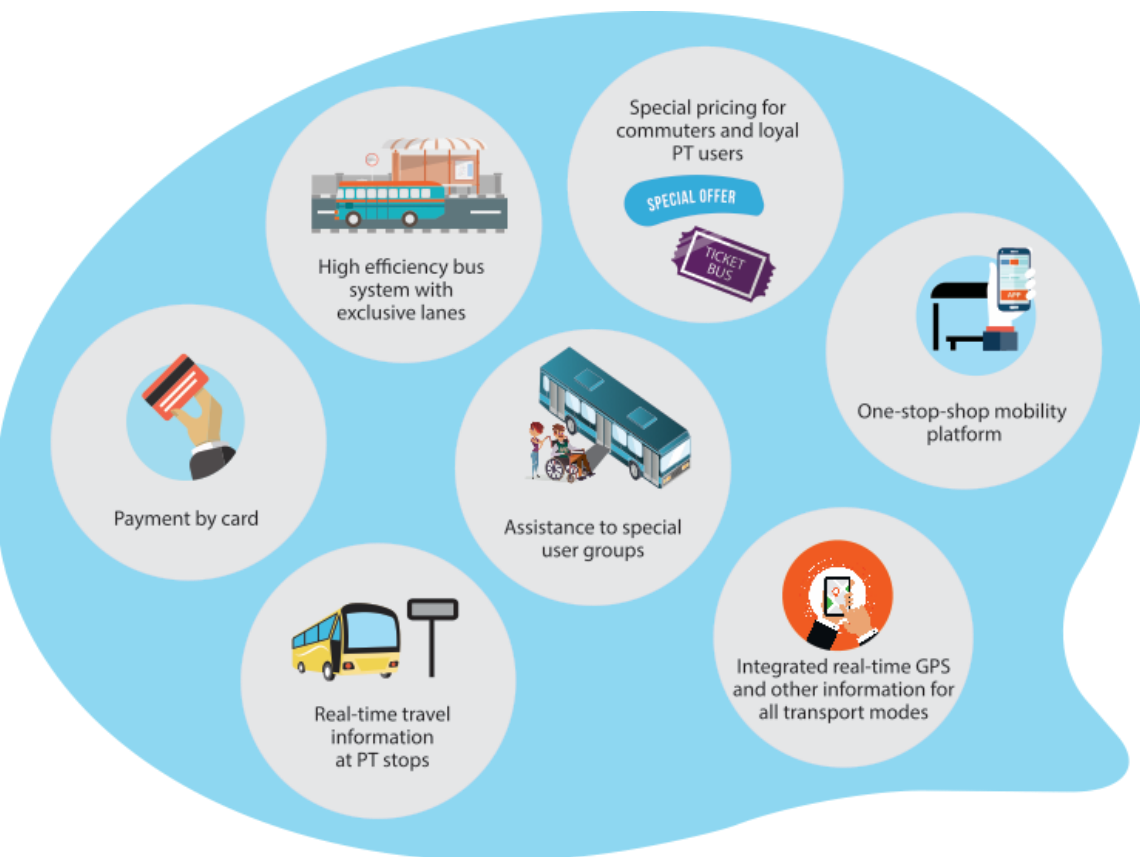 Special pricing for
commuters and loyal
PT users
SPECIAL OFFER
TICKET
BUS
High efficiency bus
system with
exclusive lanes
APP
One-stop-shop mobility
platform
Payment by card
Assistance to special
user groups
Integrated real-time GPS
and other information for
all transport modes
Real-time travel
information
at PT stops